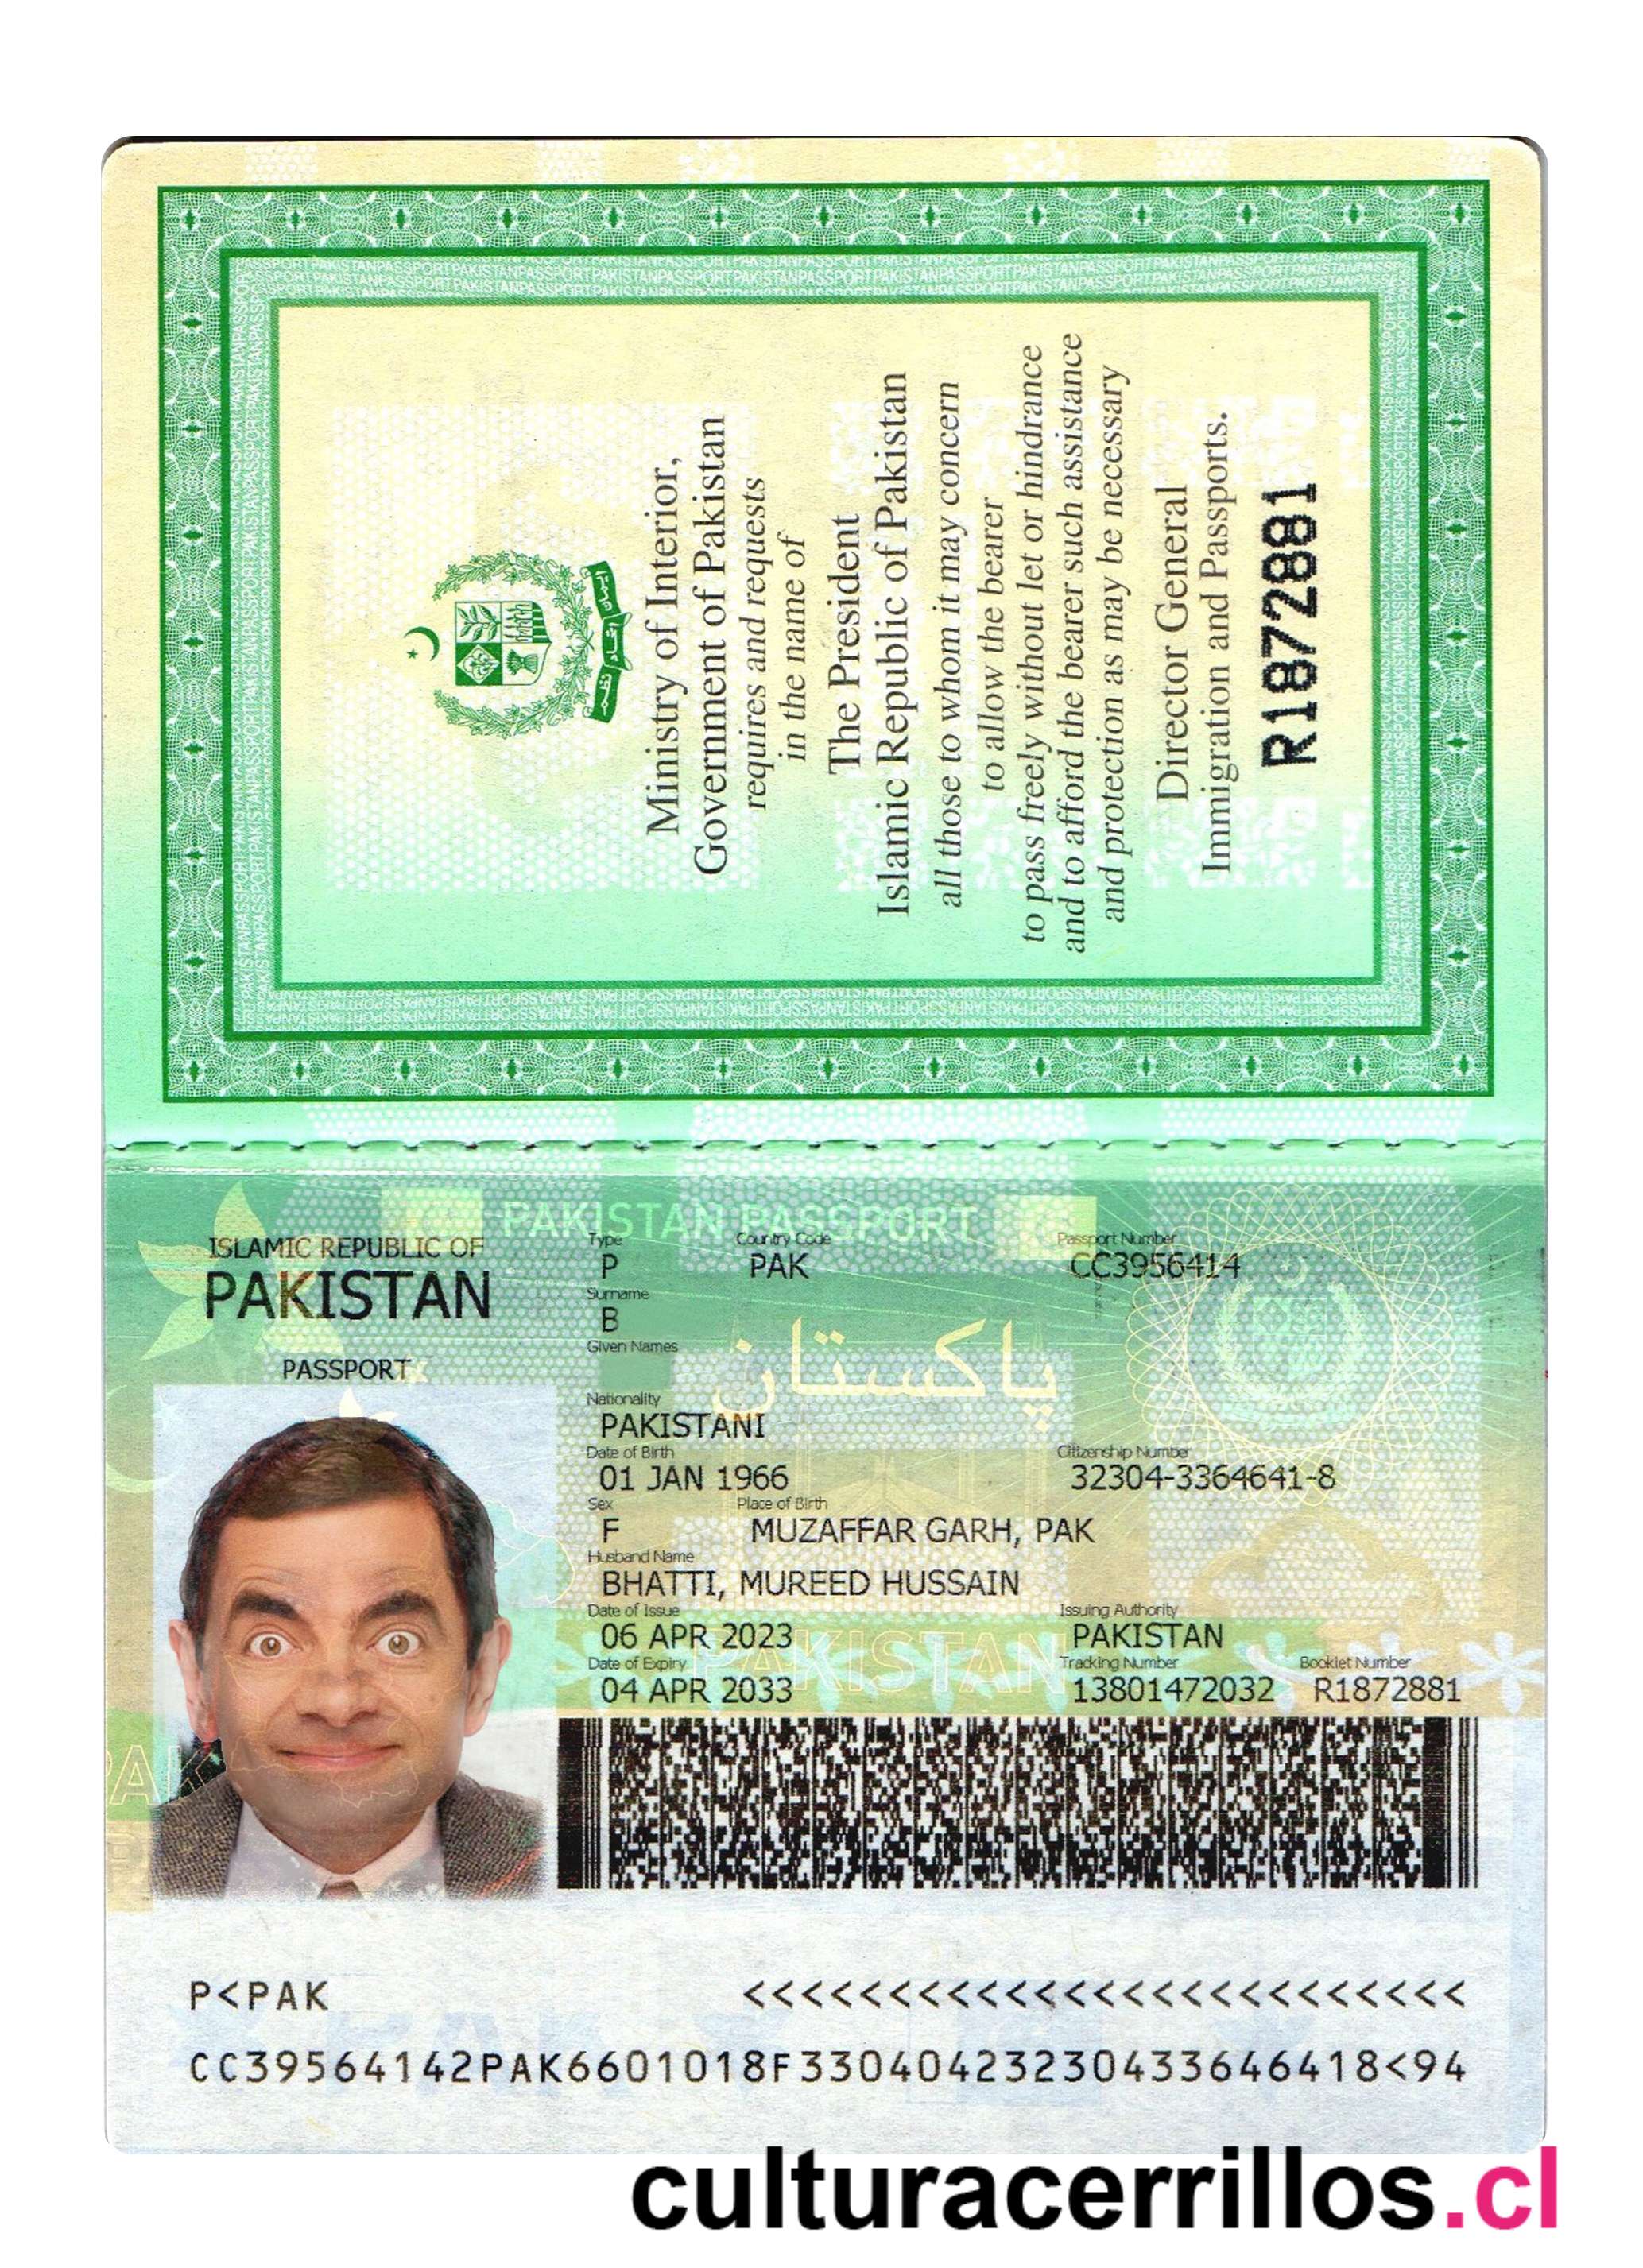 Ministry of Interior,
Government of Pakistan
requires and requests
in the name of
The President
Islamic Republic of Pakistan
all those to whom it may concern
to allow the bearer
to pass freely without let or hindrance
and to afford the bearer such assistance
and protection as may be necessary
Director General
Immigration and Passports.
R1872881
PAKISTAN PASSPORT
ISLAMIC REPUBLIC OF
PAKISTAN
PASSPORT
Type Country Code Passport Number
P PAK CC3956414
Surname
B
Given Names
پاکستان
Nationality
PAKISTANI
Date of Birth Citizenship Number
01 JAN 1966 32304-3364641-8
Sex Place of Birth
F MUZAFFAR GARH, PAK
Husband Name
BHATTI, MUREED HUSSAIN
Date of Issue Issuing Authority
06 APR 2023 PAKISTAN
PAKISTAN
Date of Expiry Tracking Number Booklet Number
04 APR 2033 13801472032 R1872881
P<PAK <<<<<<<<<<<<<<<<<<<<<<<<<
CC39564142PAK6601018F33040423230433646418<94
culturacerrillos.cl